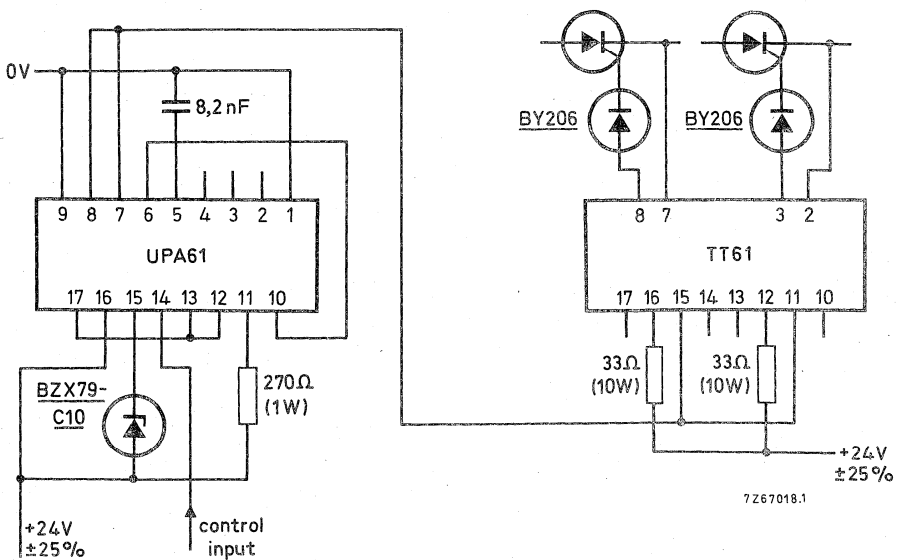 0V
8,2nF
9 8 7 6 5 4 3 2 1
UPA61
17 16 15 14 13 12 11 10
BZX79-
C10
270Ω
(1W)
+24V
±25%
control
input
BY206
BY206
8 7 3 2
TT61
17 16 15 14 13 12 11 10
33Ω
(10W)
33Ω
(10W)
+24V
±25%
7Z67018.1